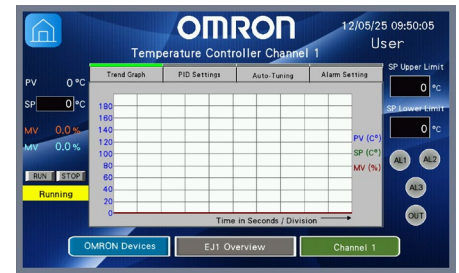 OMRON
12/05/25 09:50:05
Temperature Controller Channel 1
User
Trend Graph
PID Settings
Auto-Tuning
Alarm Setting
SP Upper Limit
0 °C
SP Lower Limit
0 °C
PV 0 °C
SP 0 °C
MV 0.0 %
MV 0.0 %
RUN STOP
Running
180
160
140
120
100
80
60
40
20
0
PV (C°)
SP (C°)
MV (%)
Time in Seconds / Division
AL1 AL2
AL3
OUT
OMRON Devices
EJ1 Overview
Channel 1